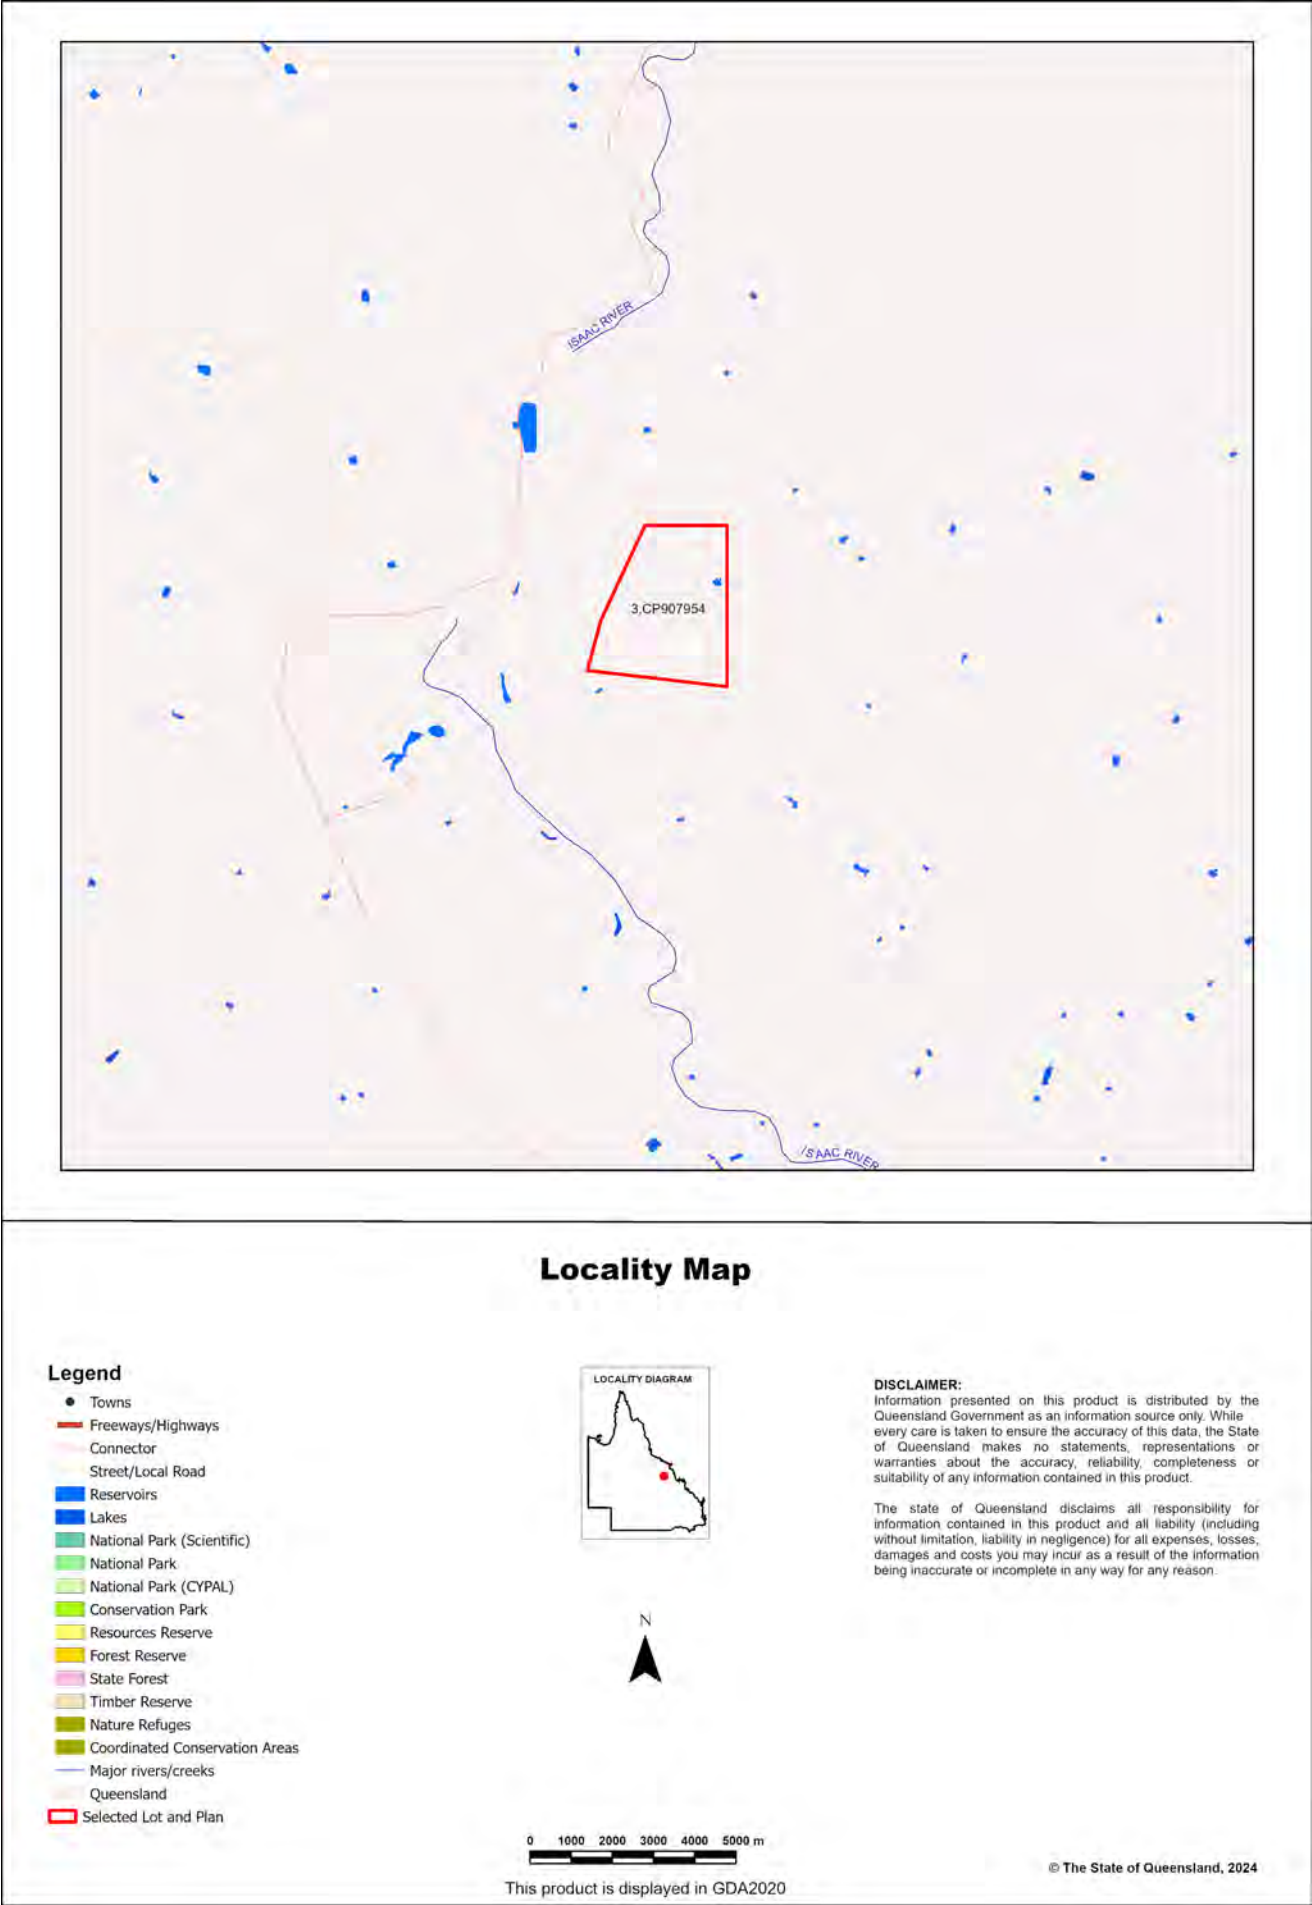 ISAAC RIVER
3,CP907954
ISAAC RIVER
Locality Map
Legend
Towns
Freeways/Highways
Connector
Street/Local Road
Reservoirs
Lakes
National Park (Scientific)
National Park
National Park (CYPAL)
Conservation Park
Resources Reserve
Forest Reserve
State Forest
Timber Reserve
Nature Refuges
Coordinated Conservation Areas
Major rivers/creeks
Queensland
Selected Lot and Plan
LOCALITY DIAGRAM
N
0 1000 2000 3000 4000 5000 m
This product is displayed in GDA2020
DISCLAIMER:
Information presented on this product is distributed by the
Queensland Government as an information source only. While
every care is taken to ensure the accuracy of this data, the State
of Queensland makes no statements, representations or
warranties about the accuracy, reliability, completeness or
suitability of any information contained in this product.
The state of Queensland disclaims all responsibility for
information contained in this product and all liability (including
without limitation, liability in negligence) for all expenses, losses,
damages and costs you may incur as a result of the information
being inaccurate or incomplete in any way for any reason.
© The State of Queensland, 2024